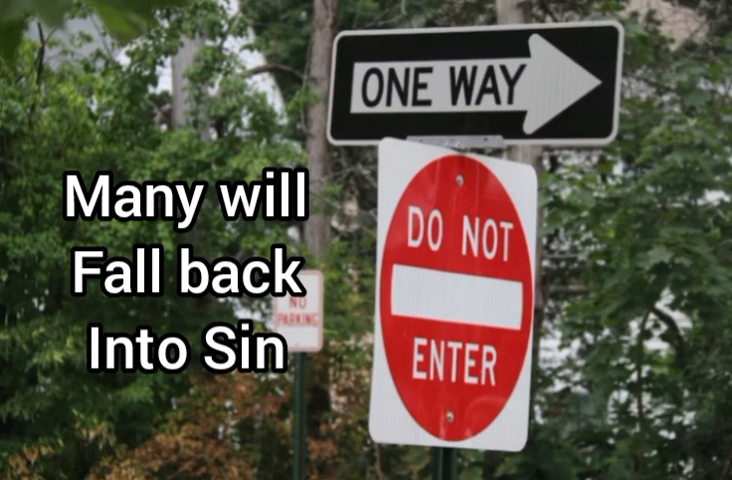 ONE WAY
DO NOT
ENTER
Many will
Fall back
Into Sin
NO
PARKING